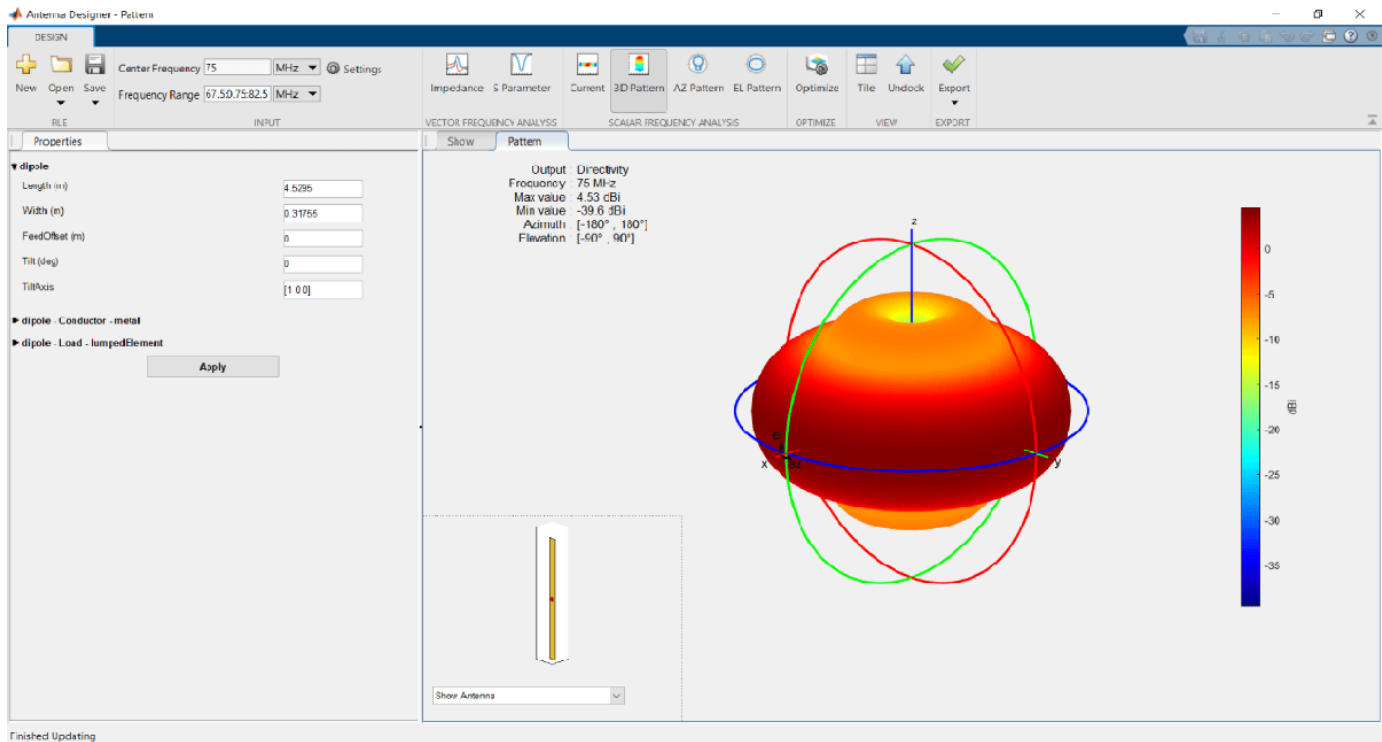 Antenna Designer - Pattern
DESIGN
New Open Save
Center Frequency 75 MHz Settings
Frequency Range 67.5:0.75:82.5 MHz
Impedance S Parameter Current 3D Pattern AZ Pattern EL Pattern Optimize Tile Undock Export
FILE INPUT VECTOR FREQUENCY ANALYSIS SCALAR FREQUENCY ANALYSIS OPTIMIZE VIEW EXPORT
Properties
Show Pattern
dipole
Length (m) 4.5295
Width (m) 0.31755
FeedOffset (m) 0
Tilt (deg) 0
TiltAxis [1 0 0]
dipole - Conductor - metal
dipole - Load - lumpedElement
Apply
Output : Directivity
Frequency : 75 MHz
Max value : 4.53 dBi
Min value : -39.6 dBi
Azimuth : [-180° , 180°]
Elevation : [-90° , 90°]
z
x
az
y
0
-5
-10
-15
-20
-25
-30
-35
dBi
Show Antenna
Finished Updating